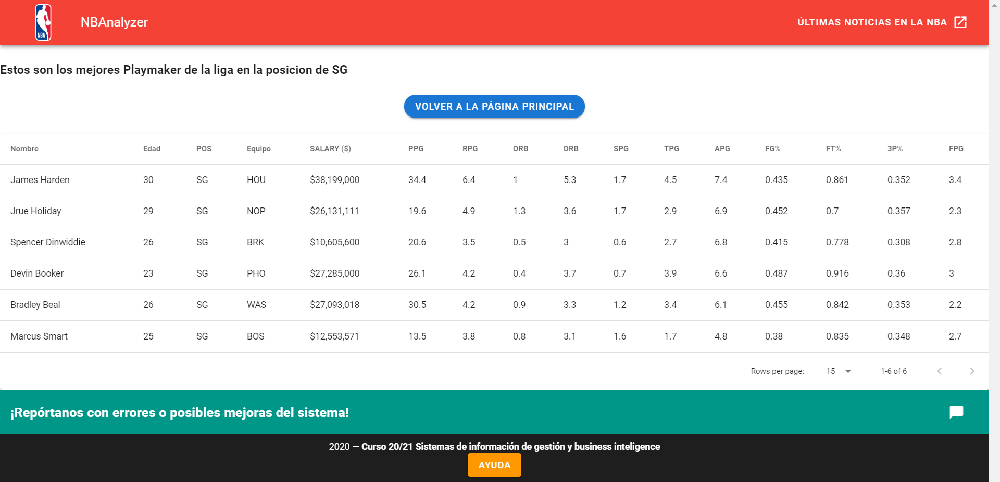 NBA
NBAnalyzer
ÚLTIMAS NOTICIAS EN LA NBA
Estos son los mejores Playmaker de la liga en la posicion de SG
VOLVER A LA PÁGINA PRINCIPAL
Nombre Edad POS Equipo SALARY ($) PPG RPG ORB DRB SPG TPG APG FG% FT% 3P% FPG
James Harden 30 SG HOU $38,199,000 34.4 6.4 1 5.3 1.7 4.5 7.4 0.435 0.861 0.352 3.4
Jrue Holiday 29 SG NOP $26,131,111 19.6 4.9 1.3 3.6 1.7 2.9 6.9 0.452 0.7 0.357 2.3
Spencer Dinwiddie 26 SG BRK $10,605,600 20.6 3.5 0.5 3 0.6 2.7 6.8 0.415 0.778 0.308 2.8
Devin Booker 23 SG PHO $27,285,000 26.1 4.2 0.4 3.7 0.7 3.9 6.6 0.487 0.916 0.36 3
Bradley Beal 26 SG WAS $27,093,018 30.5 4.2 0.9 3.3 1.2 3.4 6.1 0.455 0.842 0.353 2.2
Marcus Smart 25 SG BOS $12,553,571 13.5 3.8 0.8 3.1 1.6 1.7 4.8 0.38 0.835 0.348 2.7
Rows per page: 15 1-6 of 6
¡Repórtanos con errores o posibles mejoras del sistema!
2020 — Curso 20/21 Sistemas de información de gestión y business inteligence
AYUDA